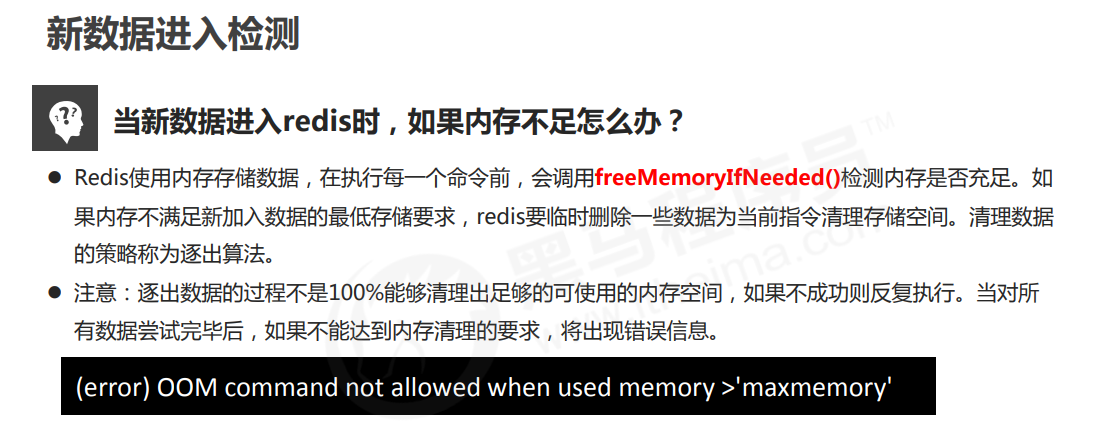 新数据进入检测
??
?
当新数据进入redis时，如果内存不足怎么办？
● Redis使用内存存储数据，在执行每一个命令前，会调用freeMemoryIfNeeded()检测内存是否充足。如
果内存不满足新加入数据的最低存储要求，redis要临时删除一些数据为当前指令清理存储空间。清理数据
的策略称为逐出算法。
● 注意：逐出数据的过程不是100%能够清理出足够的可使用的内存空间，如果不成功则反复执行。当对所
有数据尝试完毕后，如果不能达到内存清理的要求，将出现错误信息。
(error) OOM command not allowed when used memory >'maxmemory'
黑马程序员™